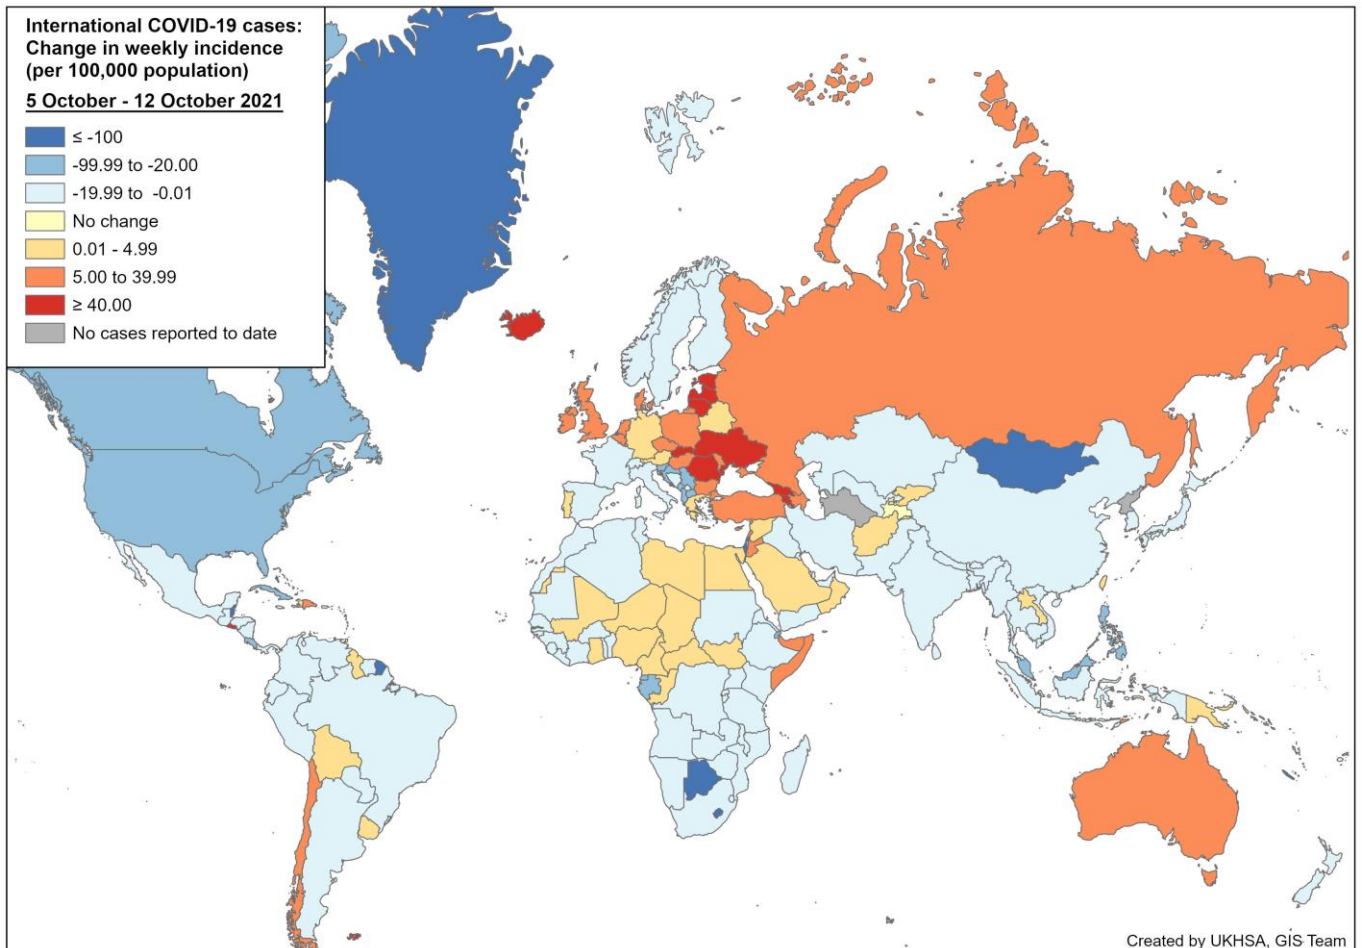 International COVID-19 cases:
Change in weekly incidence
(per 100,000 population)
5 October - 12 October 2021
≤ -100
-99.99 to -20.00
-19.99 to  -0.01
No change
0.01 - 4.99
5.00 to 39.99
≥ 40.00
No cases reported to date
Created by UKHSA, GIS Team